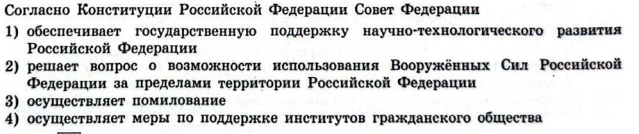 Согласно Конституции Российской Федерации Совет Федерации
1) обеспечивает государственную поддержку научно-технологического развития
Российской Федерации
2) решает вопрос о возможности использования Вооружённых Сил Российской
Федерации за пределами территории Российской Федерации
3) осуществляет помилование
4) осуществляет меры по поддержке институтов гражданского общества